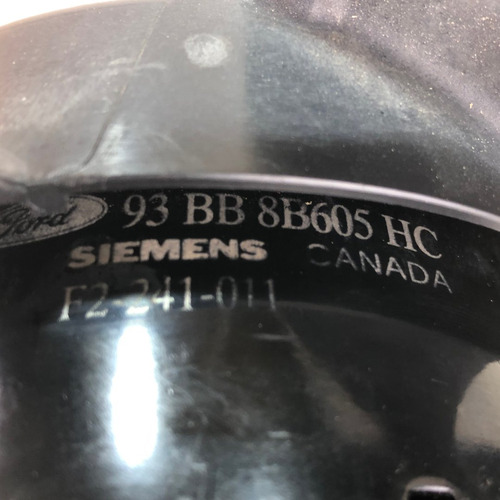 Ford 93 BB 8B605 HC
SIEMENS CANADA
F2-241-011